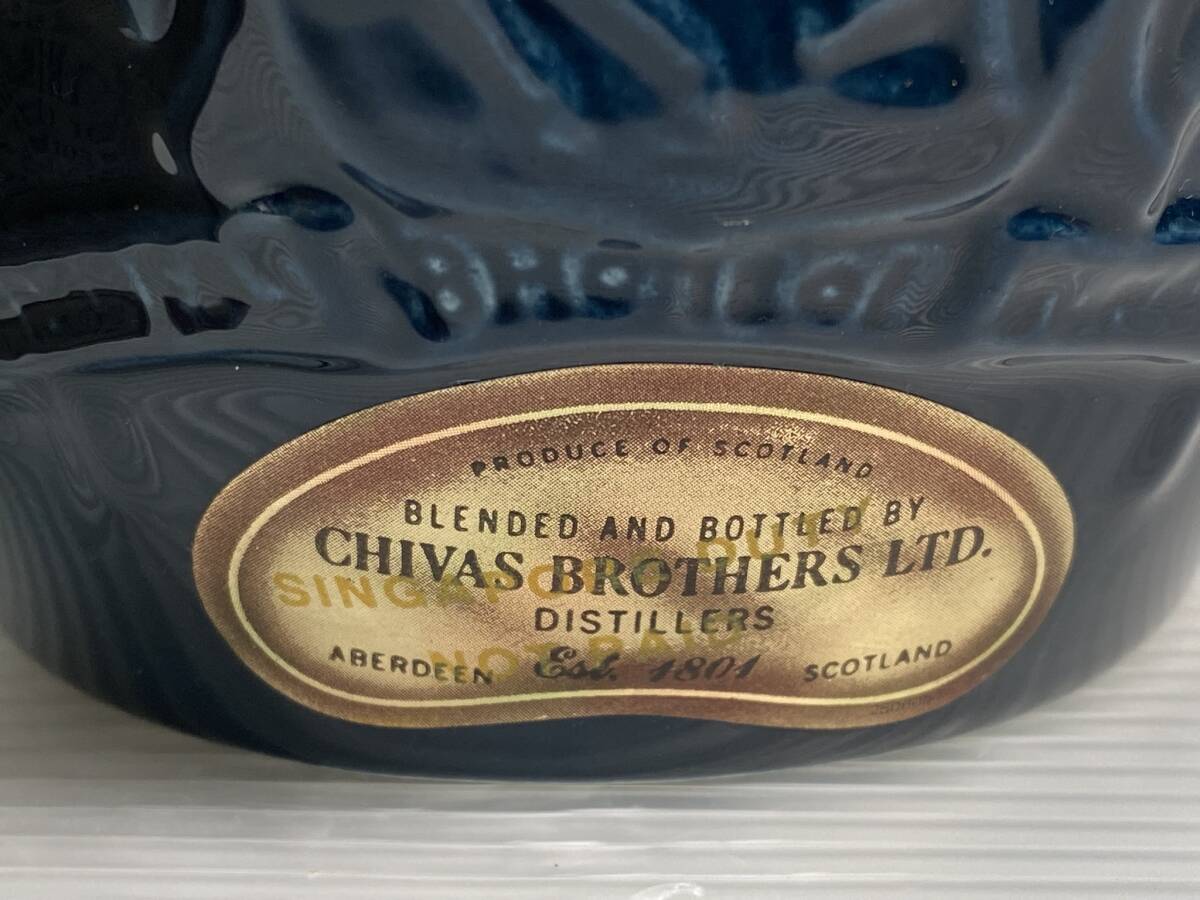 BROTHERS
PRODUCE OF SCOTLAND
BLENDED AND BOTTLED BY
CHIVAS BROTHERS LTD.
SINGAPORE DUTY
DISTILLERS
NOT PAID
ABERDEEN Est. 1801 SCOTLAND